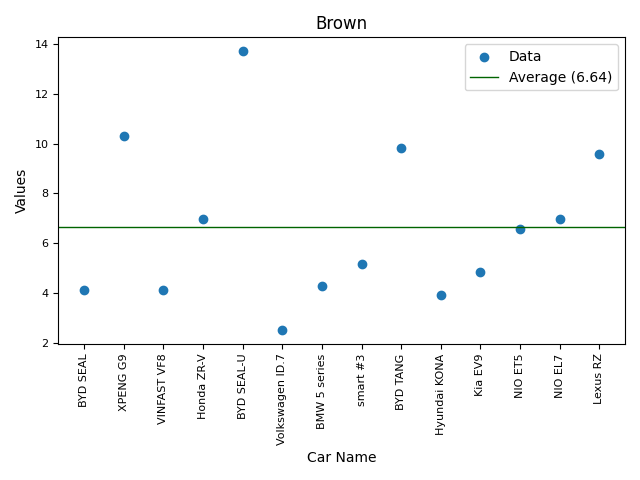 Brown
Data
Average (6.64)
Values
14
12
10
8
6
4
2
BYD SEAL
XPENG G9
VINFAST VF8
Honda ZR-V
BYD SEAL-U
Volkswagen ID.7
BMW 5 series
smart #3
BYD TANG
Hyundai KONA
Kia EV9
NIO ET5
NIO EL7
Lexus RZ
Car Name